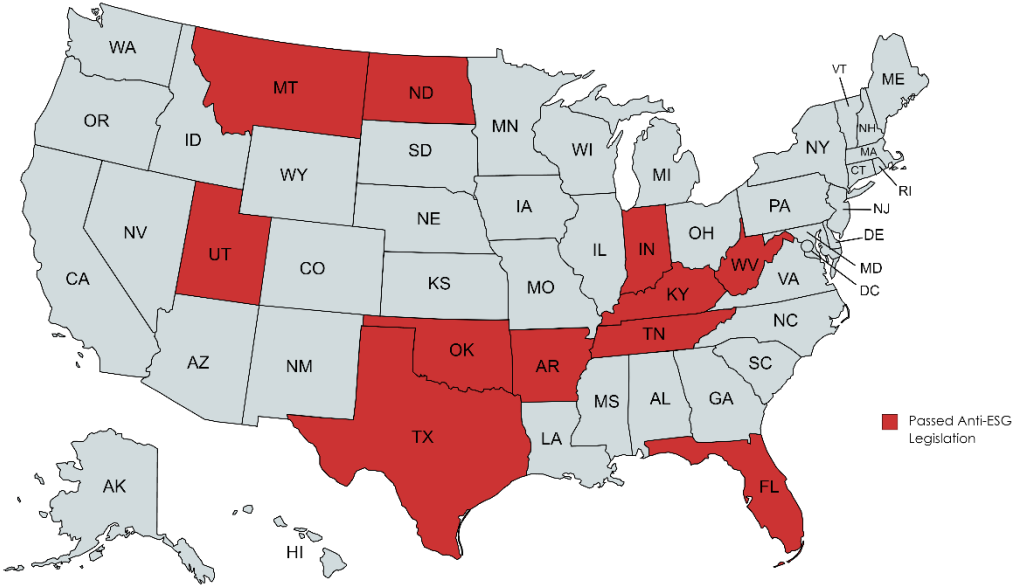 WA
MT
ND
MN
VT
ME
OR
ID
SD
WI
MI
NY
NH
MA
CT
RI
WY
NE
IA
PA
NJ
NV
UT
CO
KS
MO
IL
IN
OH
WV
DE
MD
DC
VA
CA
KY
NC
TN
AZ
NM
OK
AR
SC
MS
AL
GA
TX
LA
FL
Passed Anti-ESG
Legislation
AK
HI